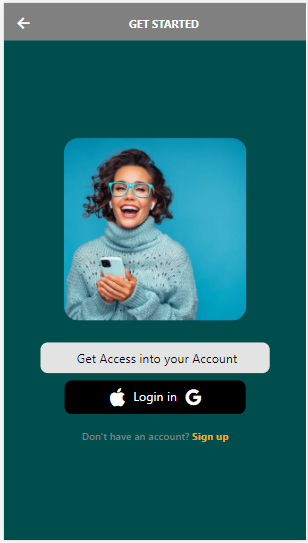 GET STARTED
Get Access into your Account
Login in
Don't have an account? Sign up